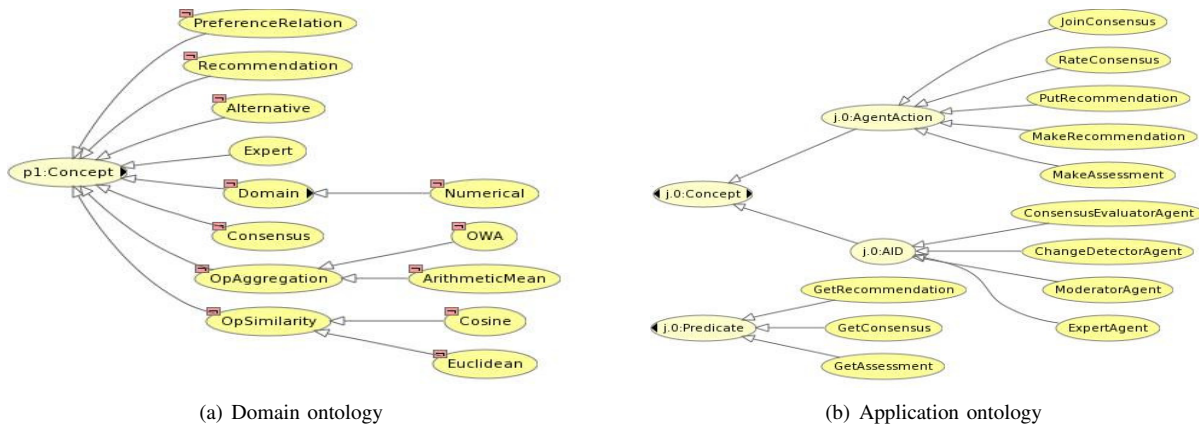 PreferenceRelation
Recommendation
Alternative
Expert
p1:Concept
Domain
Numerical
Consensus
OWA
OpAggregation
ArithmeticMean
OpSimilarity
Cosine
Euclidean
(a) Domain ontology
JoinConsensus
RateConsensus
PutRecommendation
j.0:AgentAction
MakeRecommendation
MakeAssessment
j.0:Concept
ConsensusEvaluatorAgent
j.0:AID
ChangeDetectorAgent
ModeratorAgent
GetRecommendation
ExpertAgent
j.0:Predicate
GetConsensus
GetAssessment
(b) Application ontology